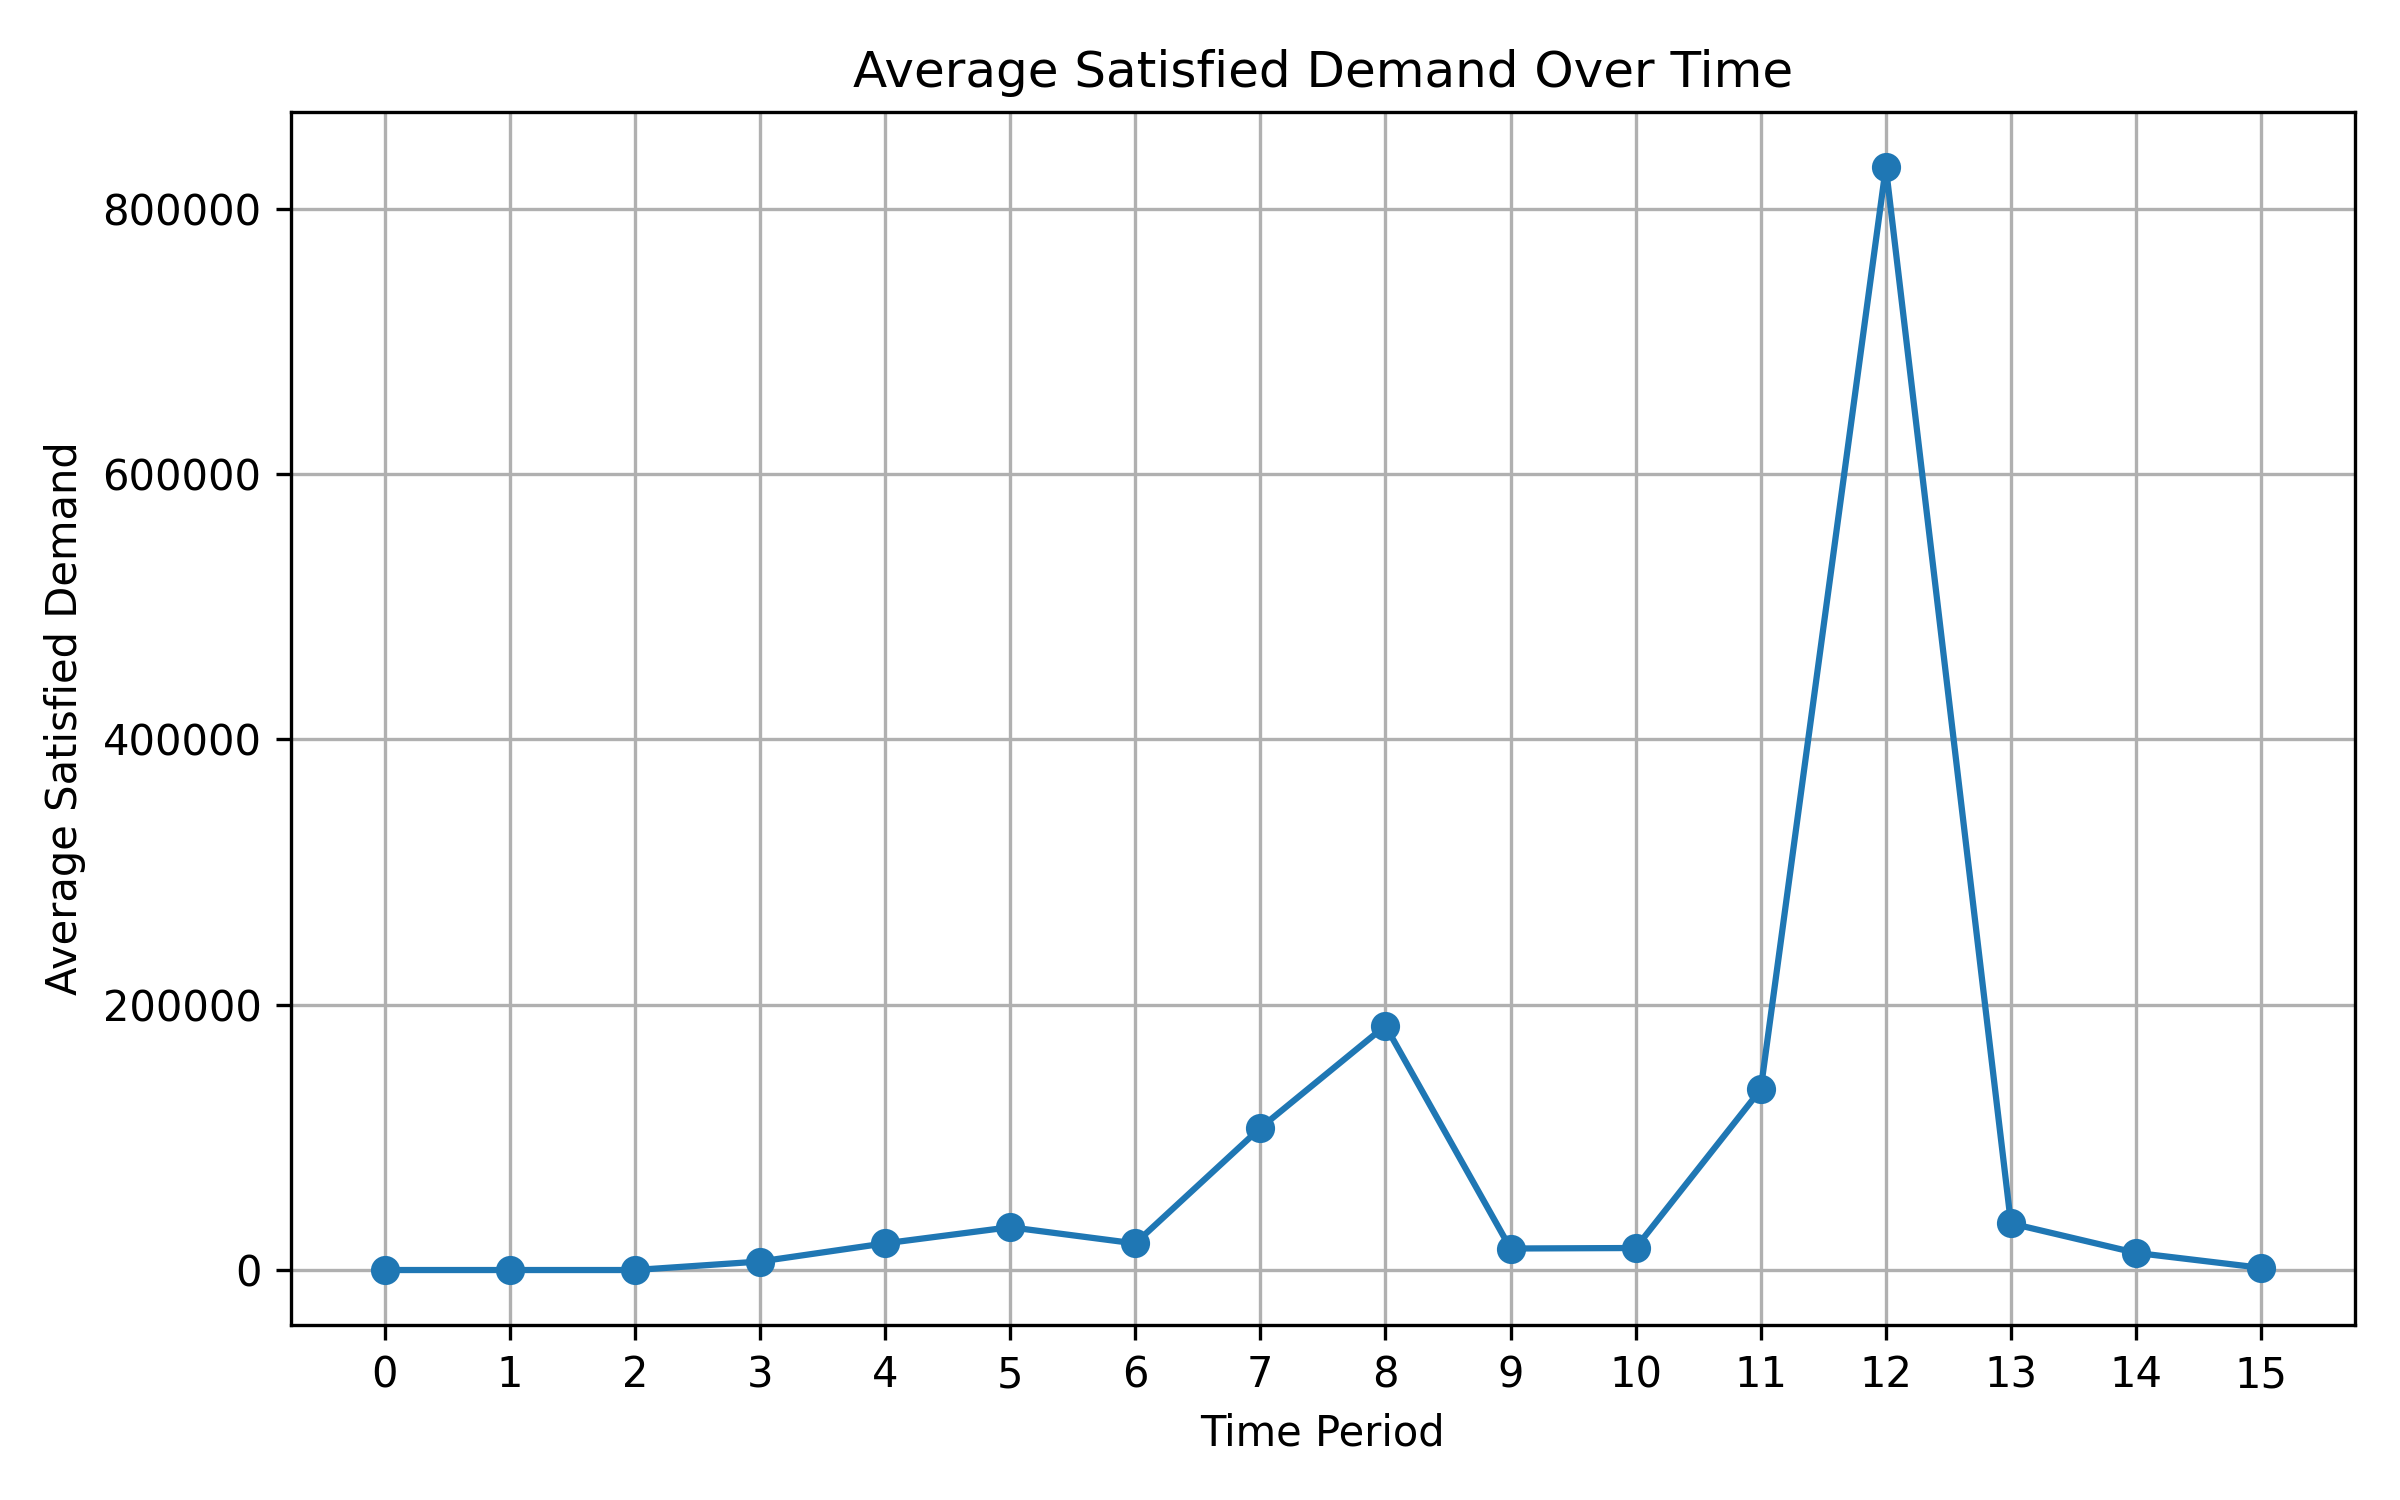 Average Satisfied Demand Over Time
Average Satisfied Demand
800000
600000
400000
200000
0
0 1 2 3 4 5 6 7 8 9 10 11 12 13 14 15
Time Period